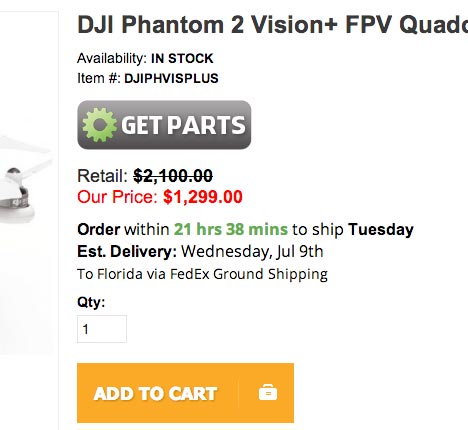 DJI Phantom 2 Vision+ FPV
Availability: IN STOCK
Item #: DJIPHVISPLUS
GET PARTS
Retail: $2,100.00
Our Price: $1,299.00
Order within 21 hrs 38 mins to ship Tuesday
Est. Delivery: Wednesday, Jul 9th
To Florida via FedEx Ground Shipping
Qty:
1
ADD TO CART